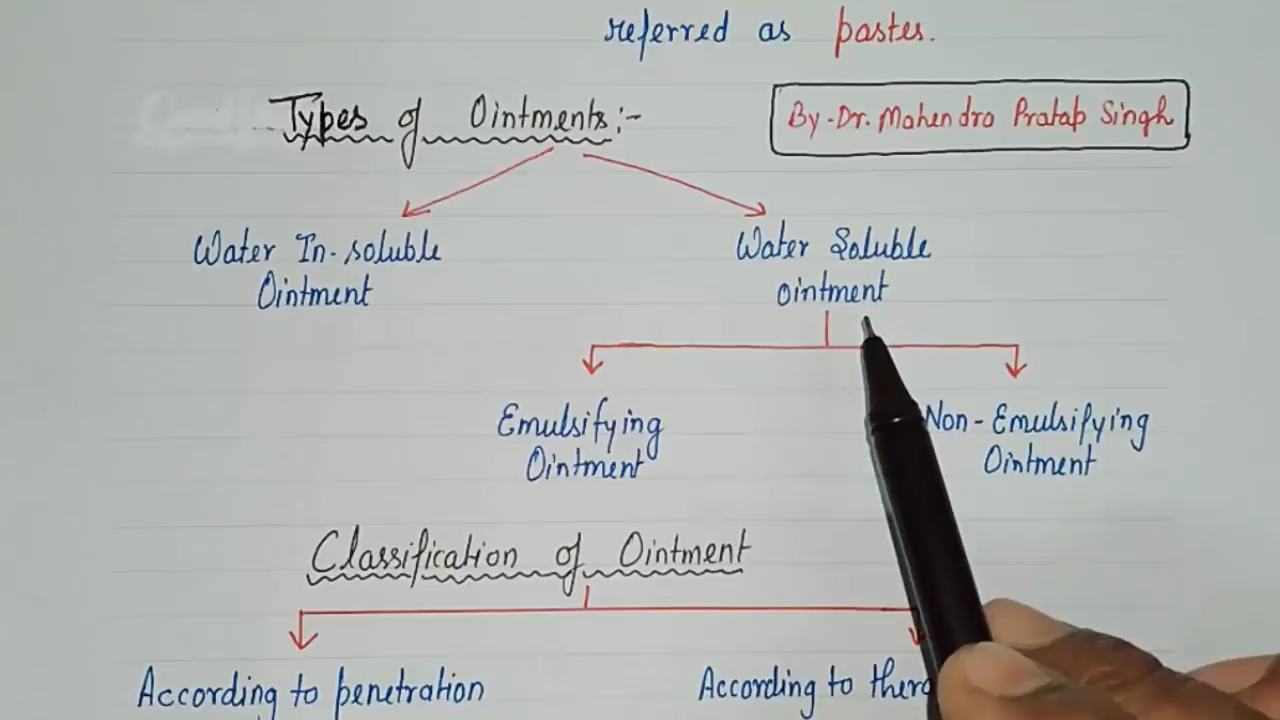 referred as pastes.
Types of Ointments:-
By-Dr. Mahendra Pratap Singh
Water In-soluble
Ointment
Water Soluble
ointment
Emulsifying
Ointment
Non-Emulsifying
Ointment
Classification of Ointment
According to penetration
According to